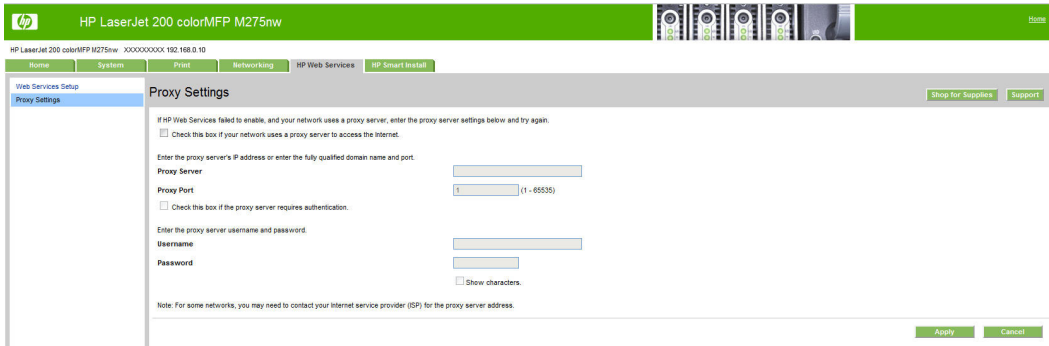 hp HP LaserJet 200 colorMFP M275nw Home
HP LaserJet 200 colorMFP M275nw XXXXXXXXX 192.168.0.10
Home System Print Networking HP Web Services HP Smart Install
Web Services Setup
Proxy Settings
Proxy Settings Shop for Supplies Support
If HP Web Services failed to enable, and your network uses a proxy server, enter the proxy server settings below and try again.
Check this box if your network uses a proxy server to access the Internet.
Enter the proxy server's IP address or enter the fully qualified domain name and port.
Proxy Server
Proxy Port 1 (1 - 65535)
Check this box if the proxy server requires authentication.
Enter the proxy server username and password.
Username
Password
Show characters.
Note: For some networks, you may need to contact your Internet service provider (ISP) for the proxy server address.
Apply Cancel